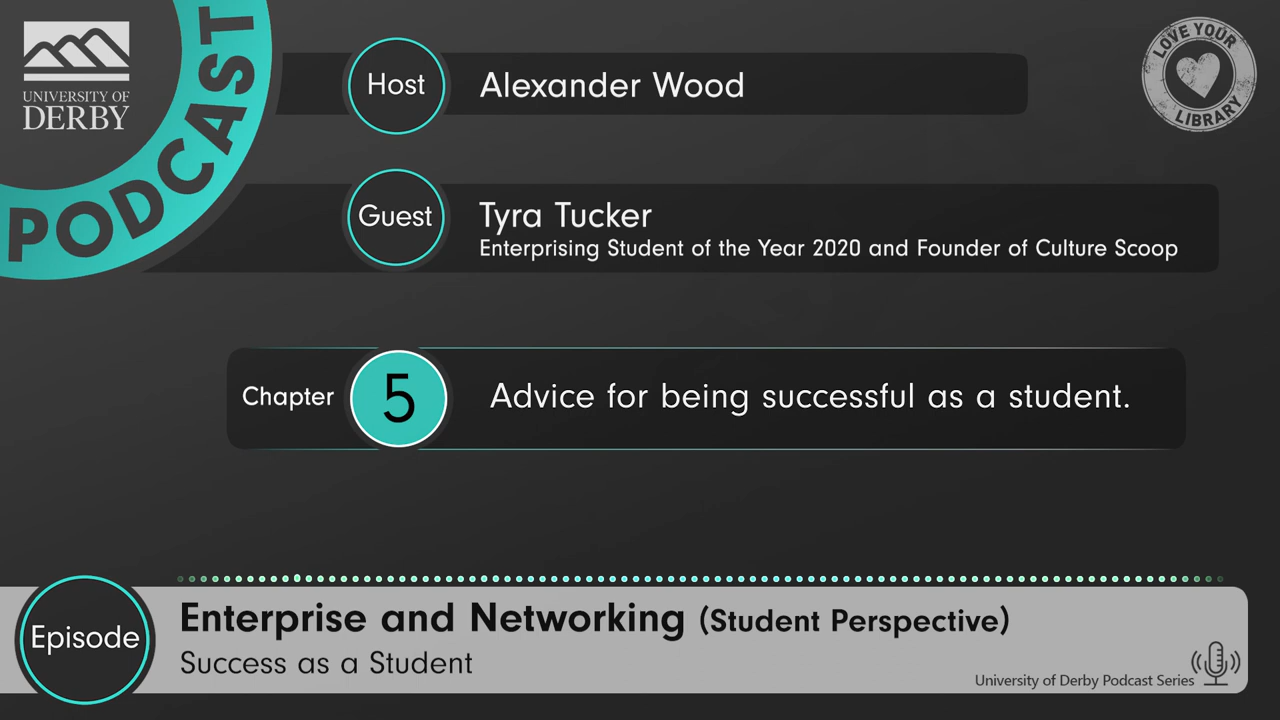 UNIVERSITY OF
DERBY
PODCAST
Host
Alexander Wood
LOVE YOUR
LIBRARY
Guest
Tyra Tucker
Enterprising Student of the Year 2020 and Founder of Culture Scoop
Chapter
5
Advice for being successful as a student.
Episode
Enterprise and Networking (Student Perspective)
Success as a Student
University of Derby Podcast Series